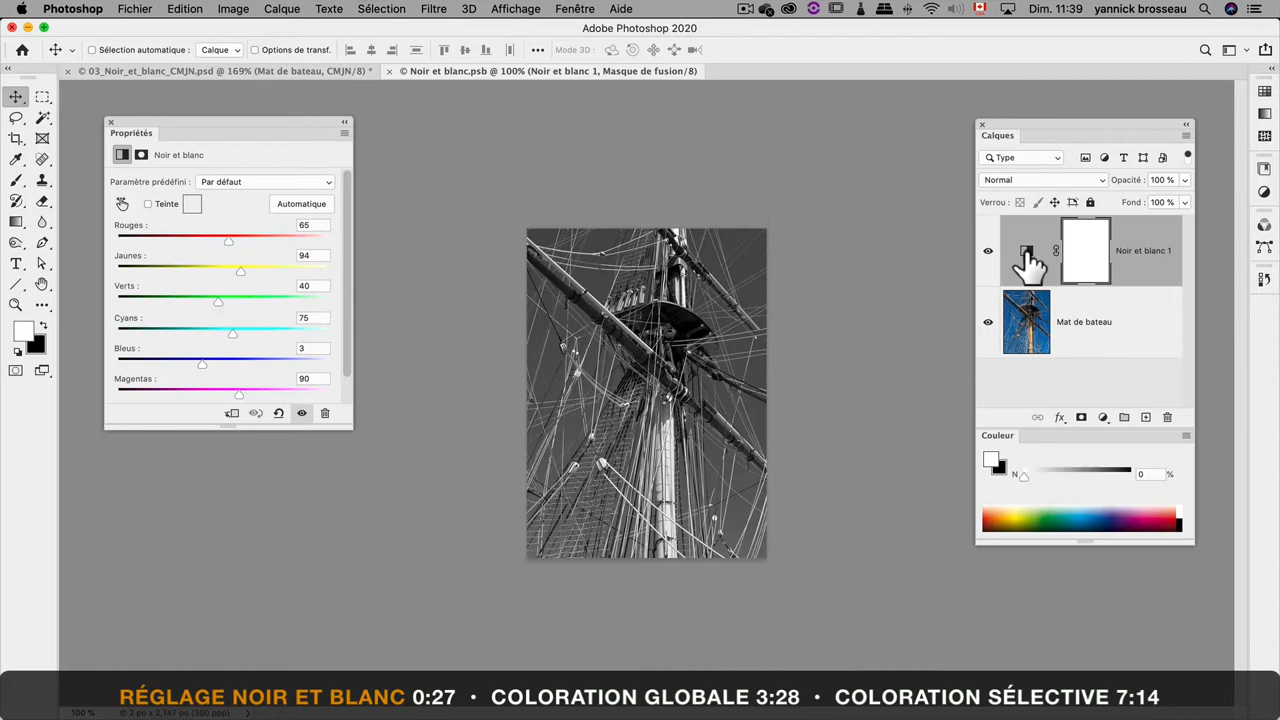 Photoshop Fichier Edition Image Calque Texte Sélection Filtre 3D Affichage Fenêtre Aide Dim. 11:39 yannick brosseau
Adobe Photoshop 2020
Sélection automatique : Calque Options de transf. Mode 3D :
© 03_Noir_et_blanc_CMJN.psd @ 169% (Mat de bateau, CMJN/8) *
© Noir et blanc.psb @ 100% (Noir et blanc 1, Masque de fusion/8)
Propriétés
Noir et blanc
Paramètre prédéfini : Par défaut
Teinte Automatique
Rouges : 65
Jaunes : 94
Verts : 40
Cyans : 75
Bleus : 3
Magentas : 90
Calques
Type
Normal Opacité : 100 %
Verrou : Fond : 100 %
Noir et blanc 1
Mat de bateau
fx
Couleur
N 0 %
RÉGLAGE NOIR ET BLANC 0:27 • COLORATION GLOBALE 3:28 • COLORATION SÉLECTIVE 7:14
100 %